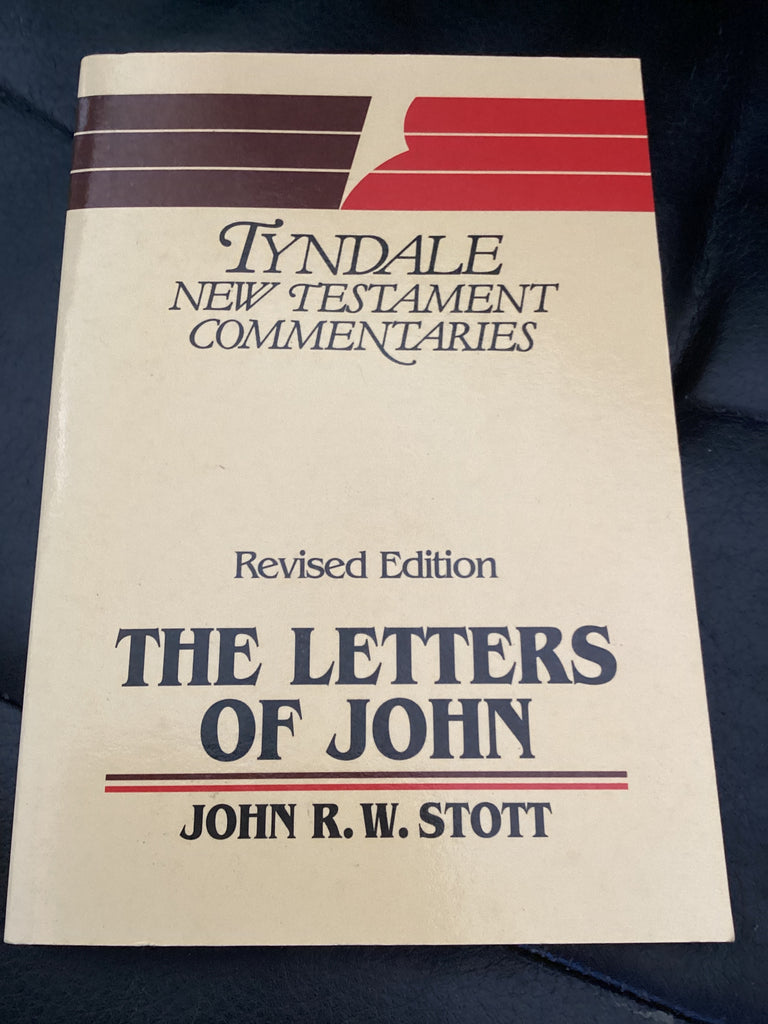 TYNDALE
NEW TESTAMENT
COMMENTARIES
Revised Edition
THE LETTERS
OF JOHN
JOHN R. W. STOTT